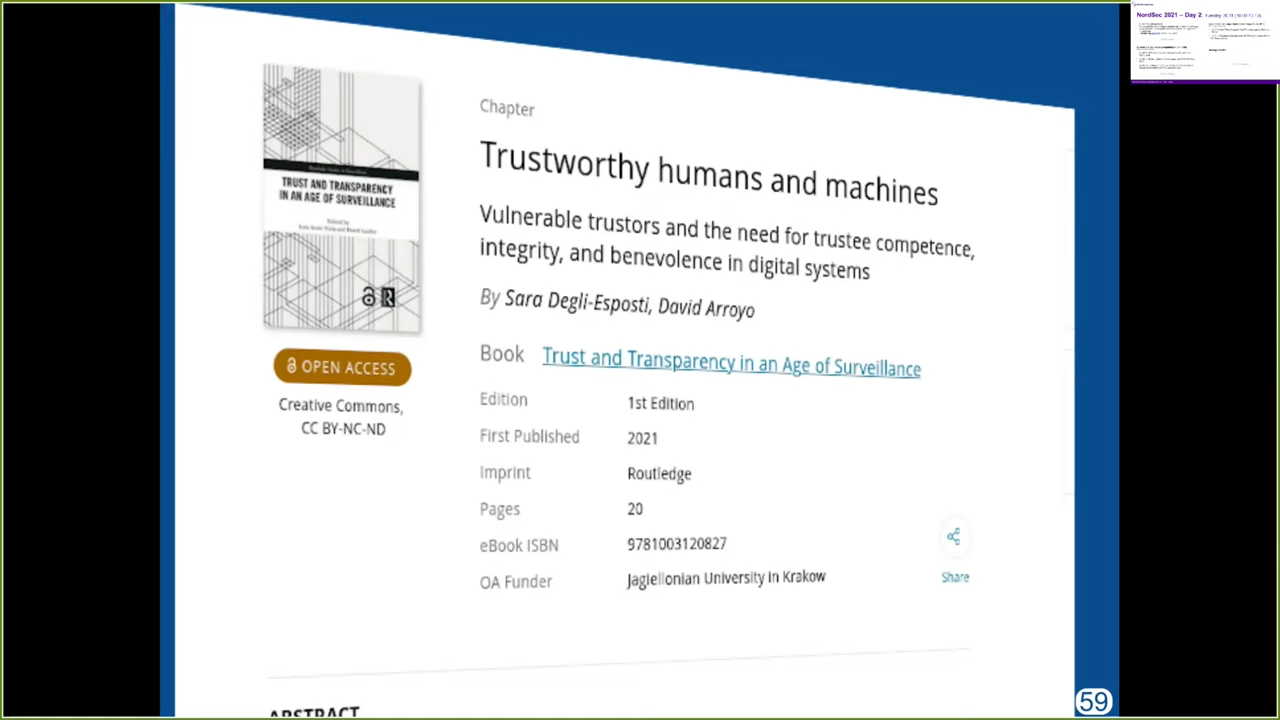 Chapter
Trustworthy humans and machines
Vulnerable trustors and the need for trustee competence,
integrity, and benevolence in digital systems
By Sara Degli-Esposti, David Arroyo
Book Trust and Transparency in an Age of Surveillance
Edition 1st Edition
First Published 2021
Imprint Routledge
Pages 20
eBook ISBN 9781003120827
OA Funder Jagiellonian University in Krakow
Share
TRUST AND TRANSPARENCY
IN AN AGE OF SURVEILLANCE
Edited by
OPEN ACCESS
Creative Commons,
CC BY-NC-ND
ABSTRACT
59
NordSec 2021 – Day 2: